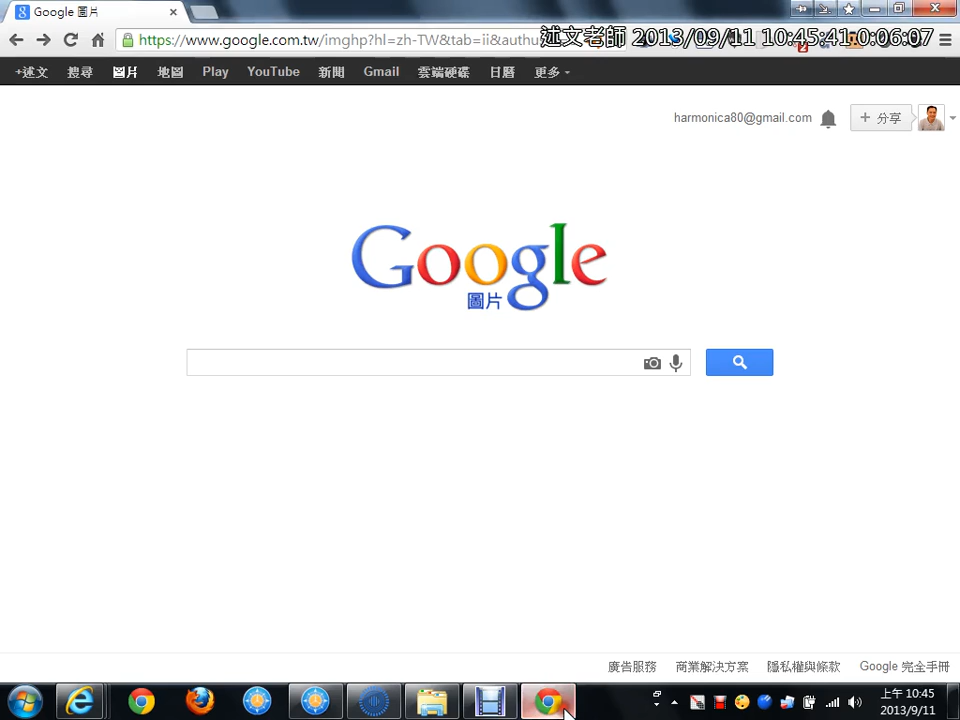 Google 圖片
https://www.google.com.tw/imghp?hl=zh-TW&tab=ii&authu
述文老師 2013/09/11 10:45:41 0:06:07
+述文 搜尋 圖片 地圖 Play YouTube 新聞 Gmail 雲端硬碟 日曆 更多
harmonica80@gmail.com
+ 分享
Google
圖片
廣告服務 商業解決方案 隱私權與條款 Google 完全手冊
上午 10:45
2013/9/11